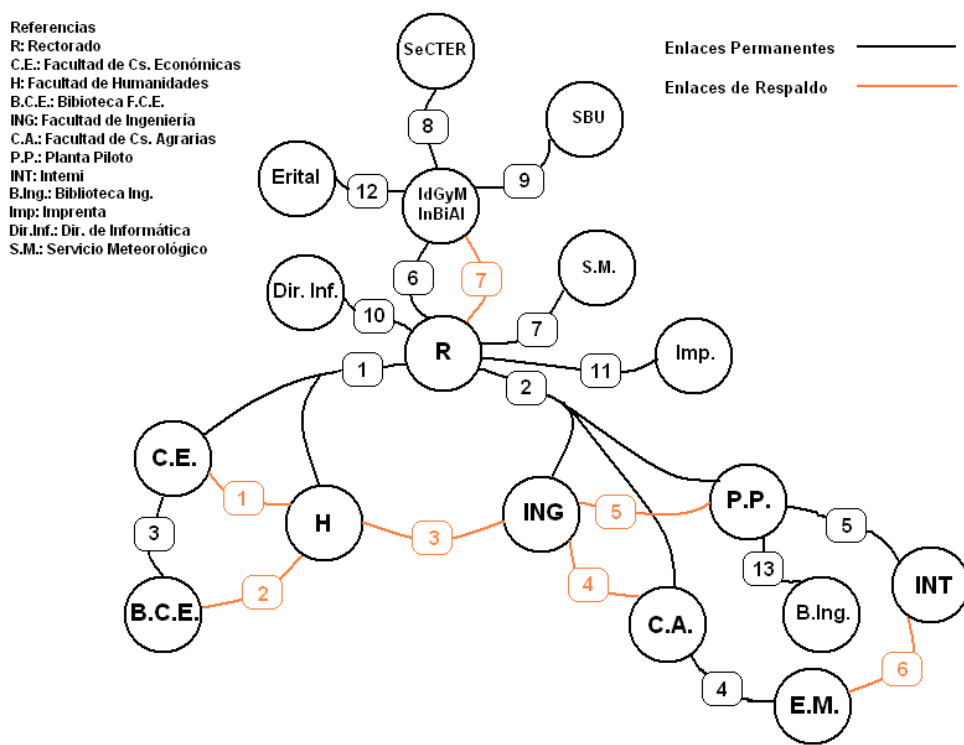 Referencias
R: Rectorado
C.E.: Facultad de Cs. Económicas
H: Facultad de Humanidades
B.C.E.: Bibioteca F.C.E.
ING: Facultad de Ingeniería
C.A.: Facultad de Cs. Agrarias
P.P.: Planta Piloto
INT: Intemi
B.Ing.: Biblioteca Ing.
Imp: Imprenta
Dir.Inf.: Dir. de Informática
S.M.: Servicio Meteorológico
Enlaces Permanentes
Enlaces de Respaldo
SeCTER
8
SBU
9
Erital
12
IdGyM
InBiAl
6
7
S.M.
7
Dir. Inf.
10
R
Imp.
11
1
2
C.E.
1
H
3
ING
5
P.P.
5
3
2
B.C.E.
4
C.A.
13
B.Ing.
INT
4
E.M.
6